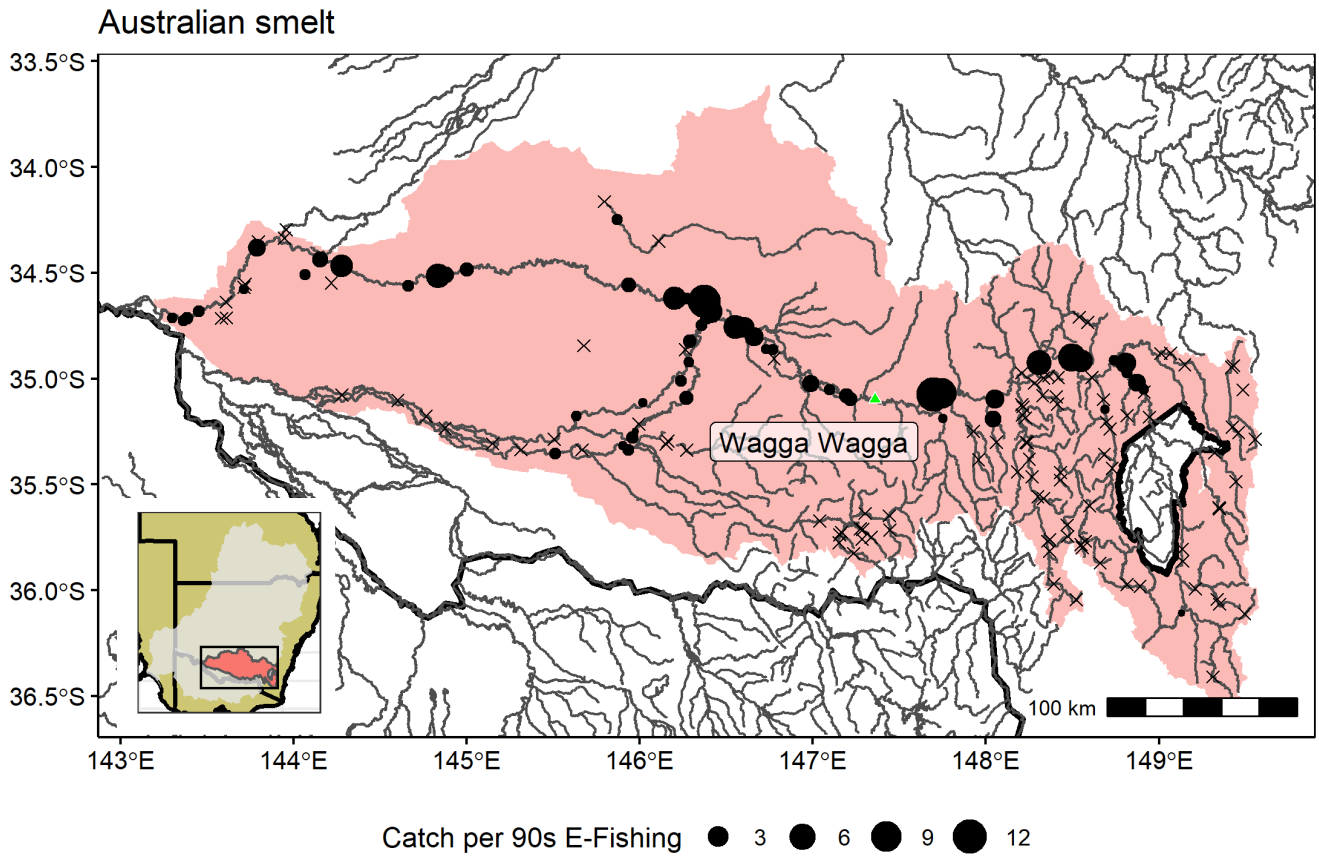 Australian smelt
33.5°S
34.0°S
34.5°S
35.0°S
35.5°S
36.0°S
36.5°S
Wagga Wagga
100 km
143°E 144°E 145°E 146°E 147°E 148°E 149°E
Catch per 90s E-Fishing 3 6 9 12